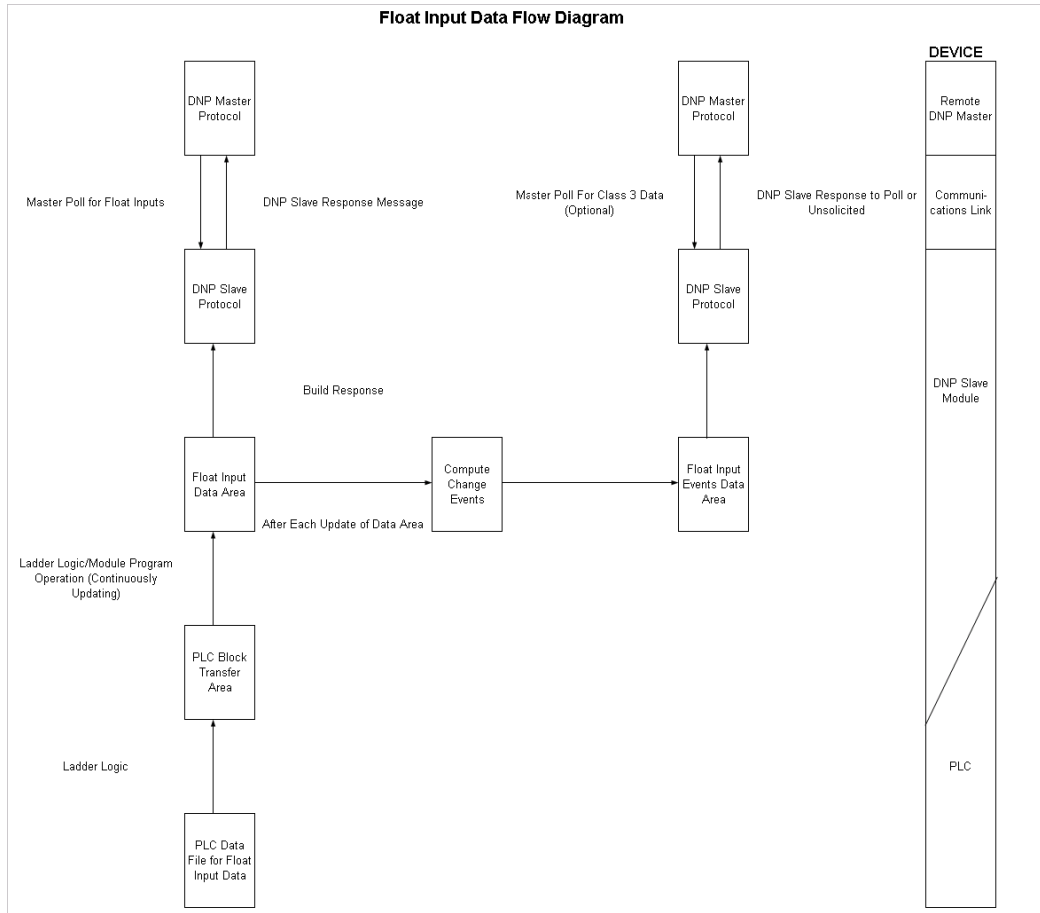 Float Input Data Flow Diagram
DEVICE
DNP Master
Protocol
DNP Master
Protocol
Remote
DNP Master
Master Poll for Float Inputs
DNP Slave Response Message
Master Poll For Class 3 Data
(Optional)
DNP Slave Response to Poll or
Unsolicited
Communi-
cations Link
DNP Slave
Protocol
DNP Slave
Protocol
Build Response
DNP Slave
Module
Float Input
Data Area
Compute
Change
Events
Float Input
Events Data
Area
After Each Update of Data Area
Ladder Logic/Module Program
Operation (Continuously
Updating)
PLC Block
Transfer
Area
Ladder Logic
PLC
PLC Data
File for Float
Input Data